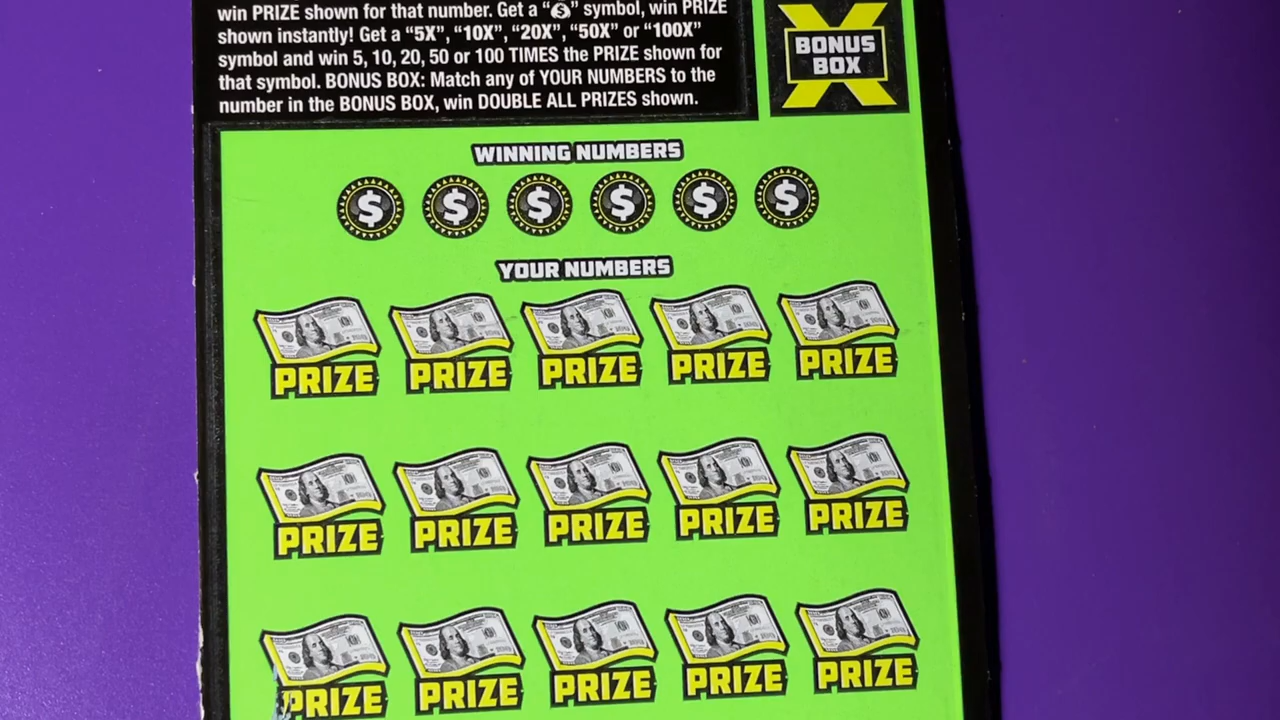 win PRIZE shown for that number. Get a “$” symbol, win PRIZE
shown instantly! Get a “5X”, “10X”, “20X”, “50X” or “100X”
symbol and win 5, 10, 20, 50 or 100 TIMES the PRIZE shown for
that symbol. BONUS BOX: Match any of YOUR NUMBERS to the
number in the BONUS BOX, win DOUBLE ALL PRIZES shown.
BONUS
BOX
WINNING NUMBERS
$ $ $ $ $ $
YOUR NUMBERS
PRIZE PRIZE PRIZE PRIZE PRIZE
PRIZE PRIZE PRIZE PRIZE PRIZE
PRIZE PRIZE PRIZE PRIZE PRIZE